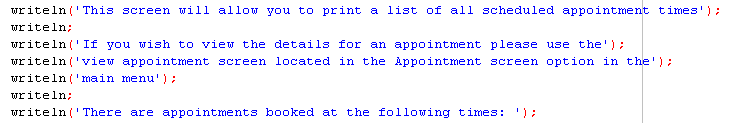 writeln('This screen will allow you to print a list of all scheduled appointment times');
writeln;
writeln('If you wish to view the details for an appointment please use the');
writeln('view appointment screen located in the Appointment screen option in the');
writeln('main menu');
writeln;
writeln('There are appointments booked at the following times: ');